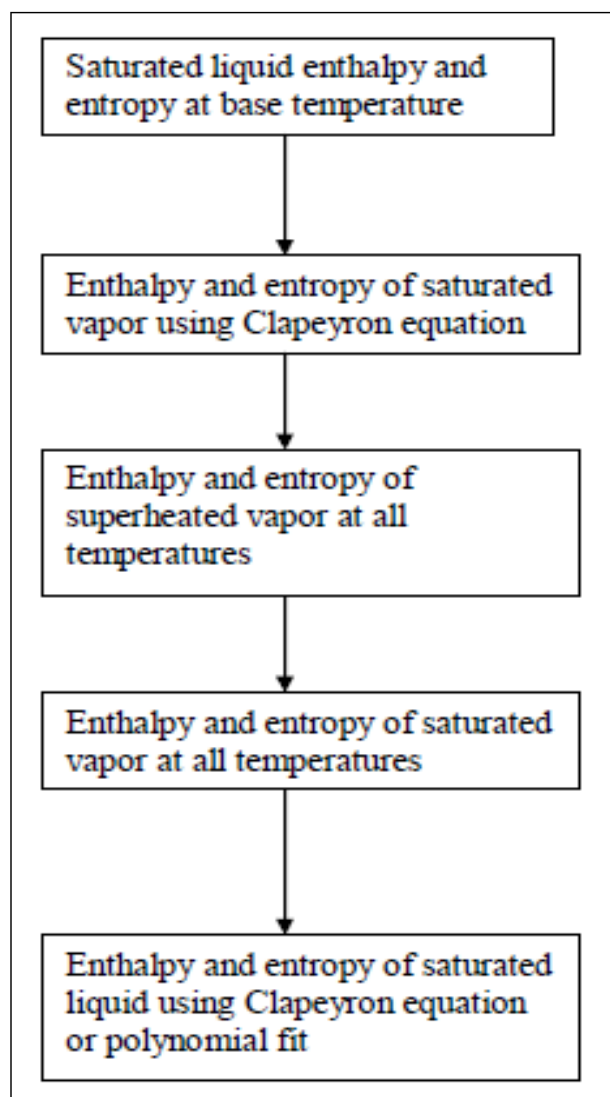 Saturated liquid enthalpy and
entropy at base temperature
Enthalpy and entropy of saturated
vapor using Clapeyron equation
Enthalpy and entropy of
superheated vapor at all
temperatures
Enthalpy and entropy of saturated
vapor at all temperatures
Enthalpy and entropy of saturated
liquid using Clapeyron equation
or polynomial fit